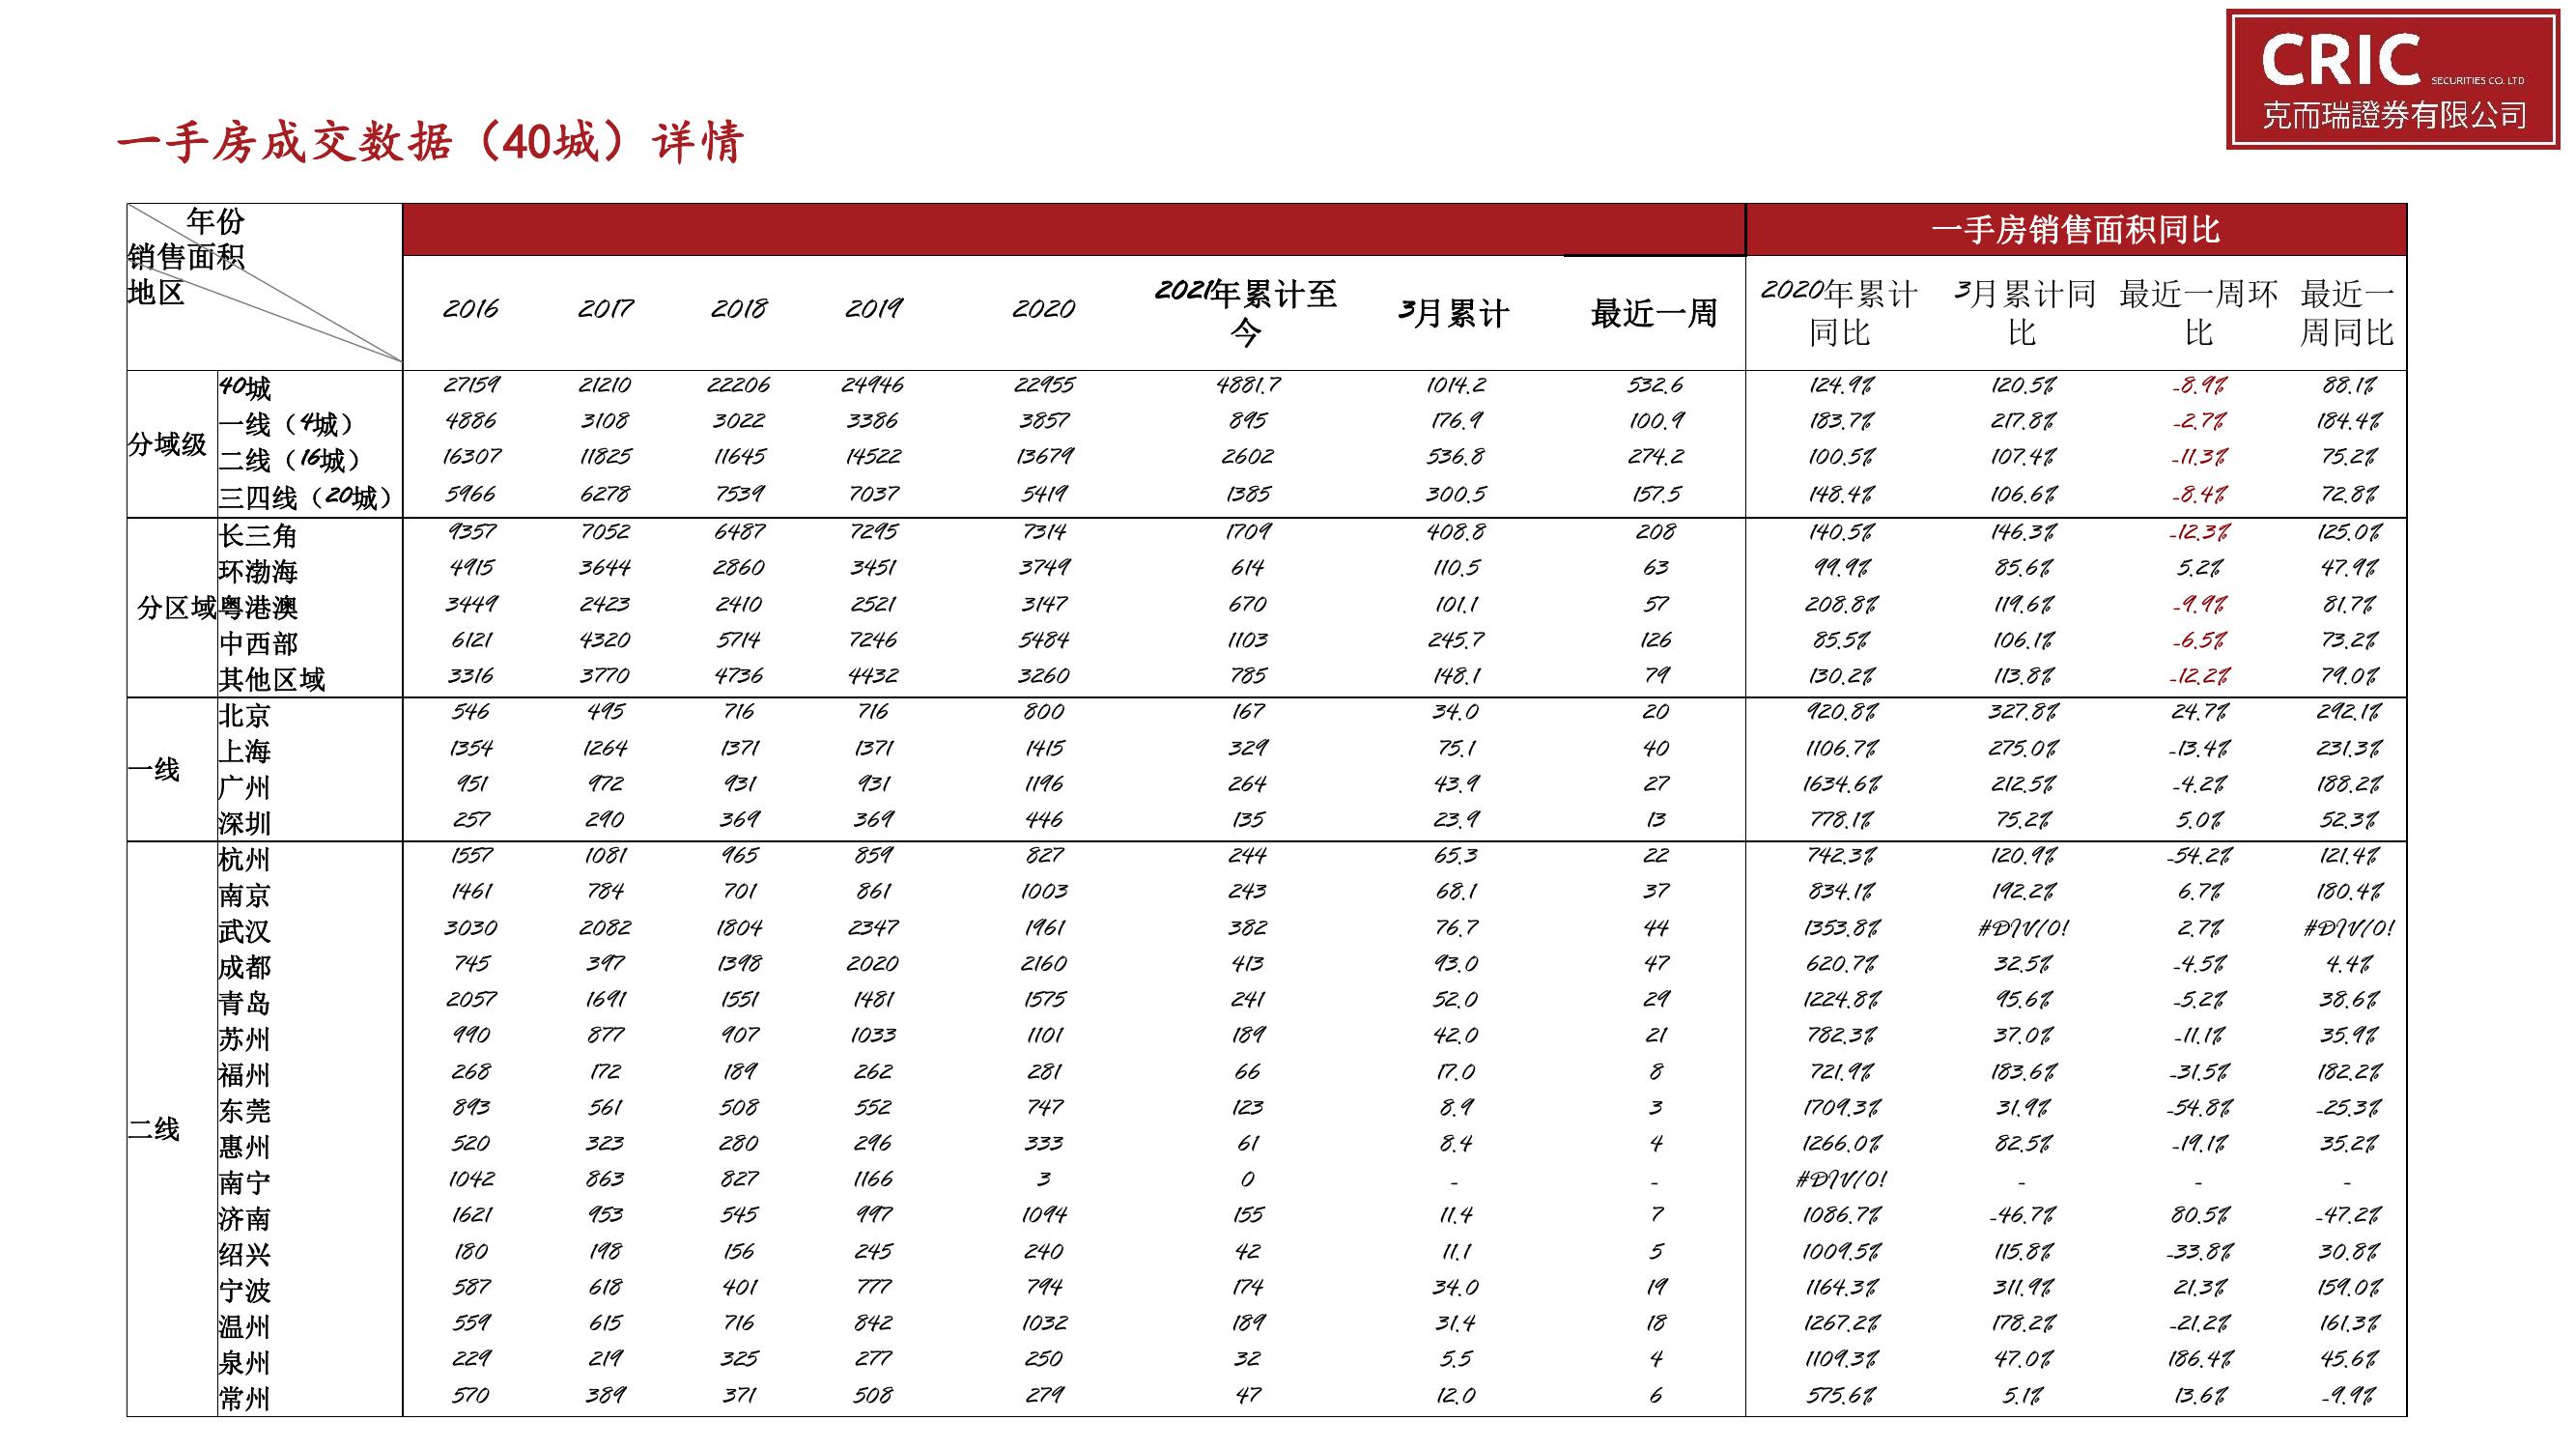 CRIC SECURITIES CO. LTD
克而瑞證券有限公司
一手房成交数据（40城）详情
年份 一手房销售面积同比
销售面积
地区 2016 2017 2018 2019 2020 2021年累计至今 3月累计 最近一周 2020年累计同比 3月累计同比 最近一周环比 最近一周同比
分域级
40城 27159 21210 22206 24946 22955 4881.7 1014.2 532.6 124.9% 120.5% -8.9% 88.1%
一线（4城） 4886 3108 3022 3386 3857 895 176.9 100.9 183.7% 217.8% -2.7% 184.4%
二线（16城） 16307 11825 11645 14522 13679 2602 536.8 274.2 100.5% 107.4% -11.3% 75.2%
三四线（20城） 5966 6278 7539 7037 5419 1385 300.5 157.5 148.4% 106.6% -8.4% 72.8%
分区域
长三角 9357 7052 6487 7295 7314 1709 408.8 208 140.5% 146.3% -12.3% 125.0%
环渤海 4915 3644 2860 3451 3749 614 110.5 63 99.9% 85.6% 5.2% 47.9%
粤港澳 3449 2423 2410 2521 3147 670 101.1 57 208.8% 119.6% -9.9% 81.7%
中西部 6121 4320 5714 7246 5484 1103 245.7 126 85.5% 106.1% -6.5% 73.2%
其他区域 3316 3770 4736 4432 3260 785 148.1 79 130.2% 113.8% -12.2% 79.0%
一线
北京 546 495 716 716 800 167 34.0 20 920.8% 327.8% 24.7% 292.1%
上海 1354 1264 1371 1371 1415 329 75.1 40 1106.7% 275.0% -13.4% 231.3%
广州 951 972 931 931 1196 264 43.9 27 1634.6% 212.5% -4.2% 188.2%
深圳 257 290 369 369 446 135 23.9 13 778.1% 75.2% 5.0% 52.3%
二线
杭州 1557 1081 965 859 827 244 65.3 22 742.3% 120.9% -54.2% 121.4%
南京 1461 784 701 861 1003 243 68.1 37 834.1% 192.2% 6.7% 180.4%
武汉 3030 2082 1804 2347 1961 382 76.7 44 1353.8% #DIV/0! 2.7% #DIV/0!
成都 745 397 1398 2020 2160 413 93.0 47 620.7% 32.5% -4.5% 4.4%
青岛 2057 1691 1551 1481 1575 241 52.0 29 1224.8% 95.6% -5.2% 38.6%
苏州 990 877 907 1033 1101 189 42.0 21 782.3% 37.0% -11.1% 35.9%
福州 268 172 189 262 281 66 17.0 8 721.9% 183.6% -31.5% 182.2%
东莞 893 561 508 552 747 123 8.9 3 1709.3% 31.9% -54.8% -25.3%
惠州 520 323 280 296 333 61 8.4 4 1266.0% 82.5% -19.1% 35.2%
南宁 1042 863 827 1166 3 0 - - #DIV/0! - - -
济南 1621 953 545 997 1094 155 11.4 7 1086.7% -46.7% 80.5% -47.2%
绍兴 180 198 156 245 240 42 11.1 5 1009.5% 115.8% -33.8% 30.8%
宁波 587 618 401 777 794 174 34.0 19 1164.3% 311.9% 21.3% 159.0%
温州 559 615 716 842 1032 189 31.4 18 1267.2% 178.2% -21.2% 161.3%
泉州 229 219 325 277 250 32 5.5 4 1109.3% 47.0% 186.4% 45.6%
常州 570 389 371 508 279 47 12.0 6 575.6% 5.1% 13.6% -9.9%